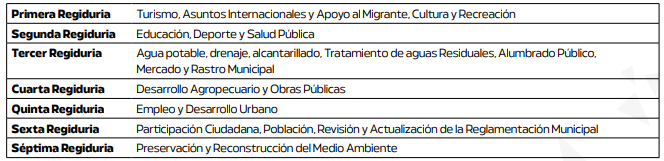 Primera Regiduria Turismo, Asuntos Internacionales y Apoyo al Migrante, Cultura y Recreación
Segunda Regiduria Educación, Deporte y Salud Pública
Tercer Regiduria Agua potable, drenaje, alcantarillado, Tratamiento de aguas Residuales, Alumbrado Público,
Mercado y Rastro Municipal
Cuarta Regiduria Desarrollo Agropecuario y Obras Públicas
Quinta Regiduria Empleo y Desarrollo Urbano
Sexta Regiduria Participación Ciudadana, Población, Revisión y Actualización de la Reglamentación Municipal
Séptima Regiduria Preservación y Reconstrucción del Medio Ambiente